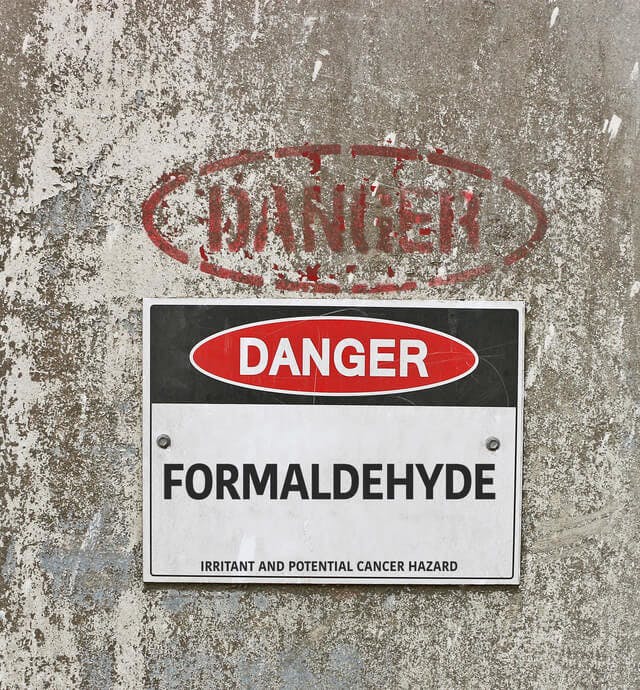 DANGER
DANGER
FORMALDEHYDE
IRRITANT AND POTENTIAL CANCER HAZARD